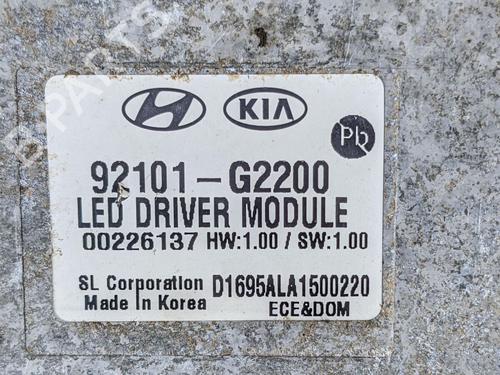 KIA
Pb
92101-G2200
LED DRIVER MODULE
00226137 HW:1.00 / SW:1.00
SL Corporation D1695ALA1500220
Made In Korea ECE&DOM